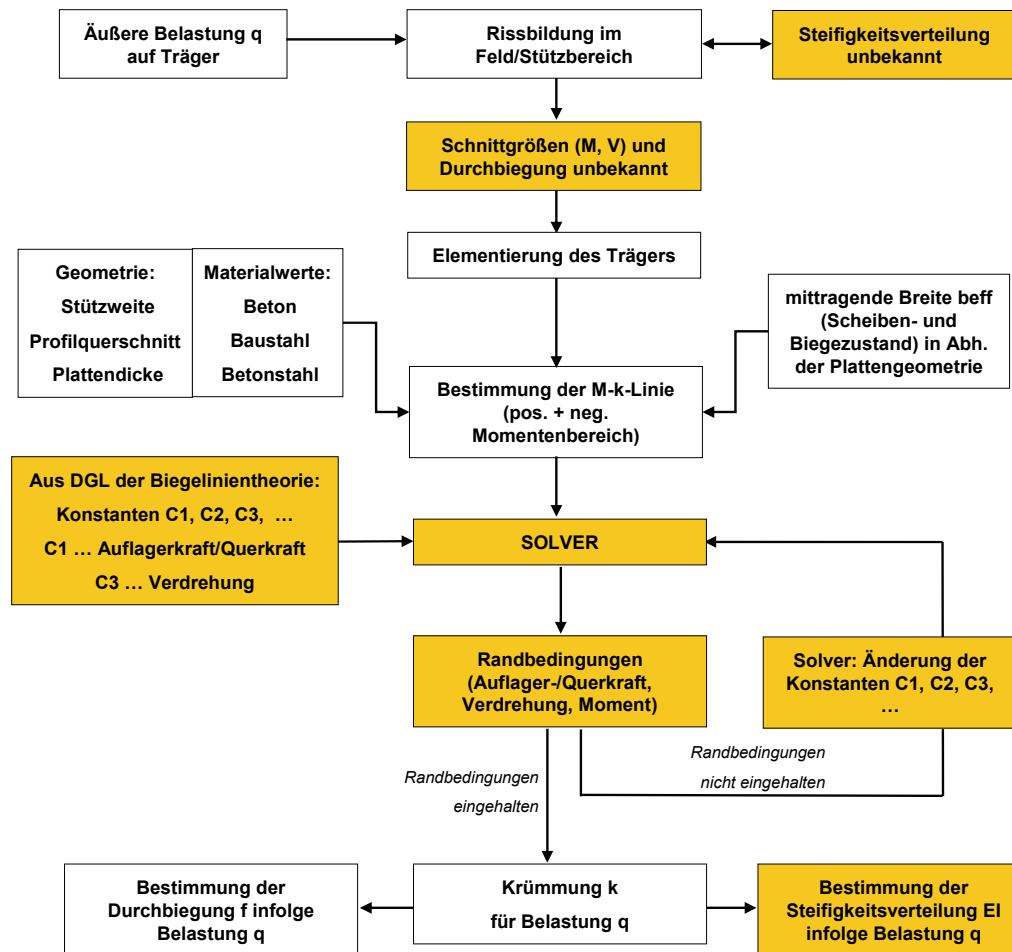 Äußere Belastung q
auf Träger
Rissbildung im
Feld/Stützbereich
Steifigkeitsverteilung
unbekannt
Schnittgrößen (M, V) und
Durchbiegung unbekannt
Elementierung des Trägers
Geometrie:
Stützweite
Profilquerschnitt
Plattendicke
Materialwerte:
Beton
Baustahl
Betonstahl
mittragende Breite beff
(Scheiben- und
Biegezustand) in Abh.
der Plattengeometrie
Bestimmung der M-k-Linie
(pos. + neg.
Momentenbereich)
Aus DGL der Biegelinientheorie:
Konstanten C1, C2, C3, …
C1 … Auflagerkraft/Querkraft
C3 … Verdrehung
SOLVER
Randbedingungen
(Auflager-/Querkraft,
Verdrehung, Moment)
Solver: Änderung der
Konstanten C1, C2, C3,
…
Randbedingungen
eingehalten
Randbedingungen
nicht eingehalten
Bestimmung der
Durchbiegung f infolge
Belastung q
Krümmung k
für Belastung q
Bestimmung der
Steifigkeitsverteilung EI
infolge Belastung q